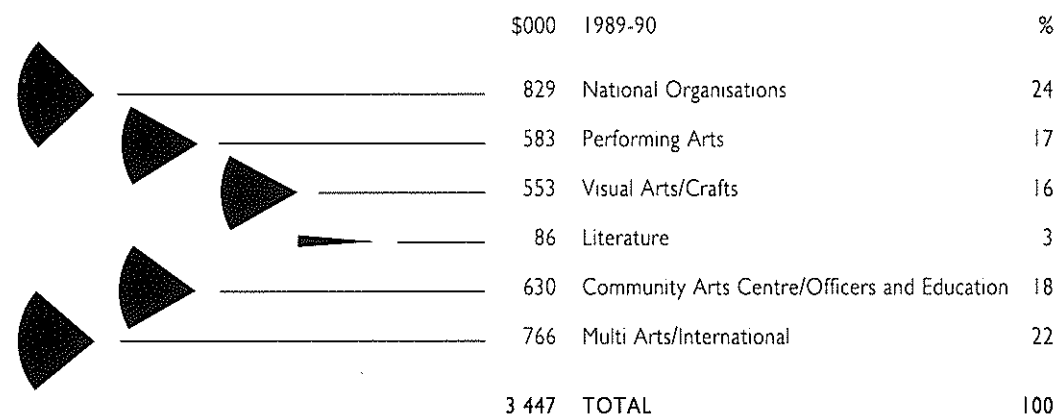 $000 1989-90 %
829 National Organisations 24
583 Performing Arts 17
553 Visual Arts/Crafts 16
86 Literature 3
630 Community Arts Centre/Officers and Education 18
766 Multi Arts/International 22
3 447 TOTAL 100